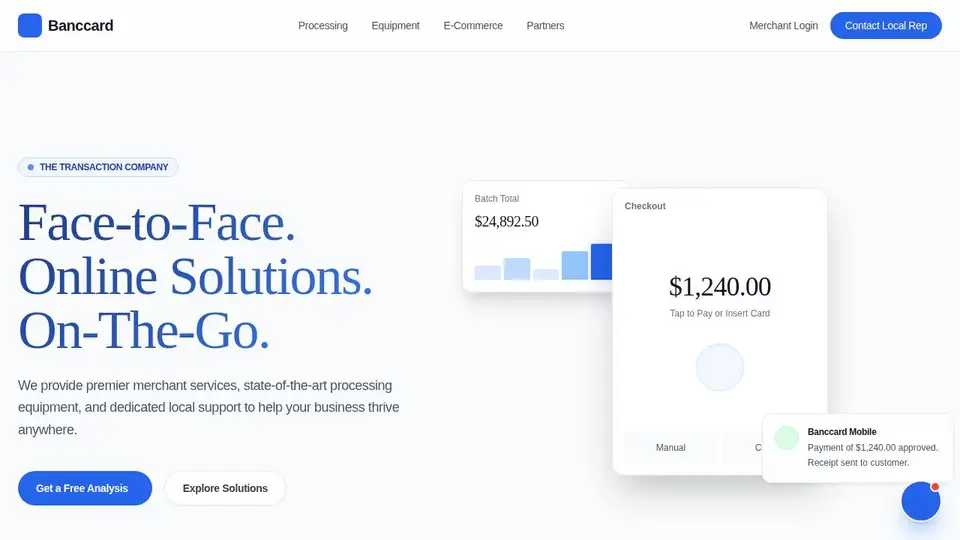 Banccard
Processing
Equipment
E-Commerce
Partners
Merchant Login
Contact Local Rep
THE TRANSACTION COMPANY
Face-to-Face.
Online Solutions.
On-The-Go.
We provide premier merchant services, state-of-the-art processing
equipment, and dedicated local support to help your business thrive
anywhere.
Get a Free Analysis
Explore Solutions
Batch Total
$24,892.50
Checkout
$1,240.00
Tap to Pay or Insert Card
Manual
Banccard Mobile
Payment of $1,240.00 approved.
Receipt sent to customer.